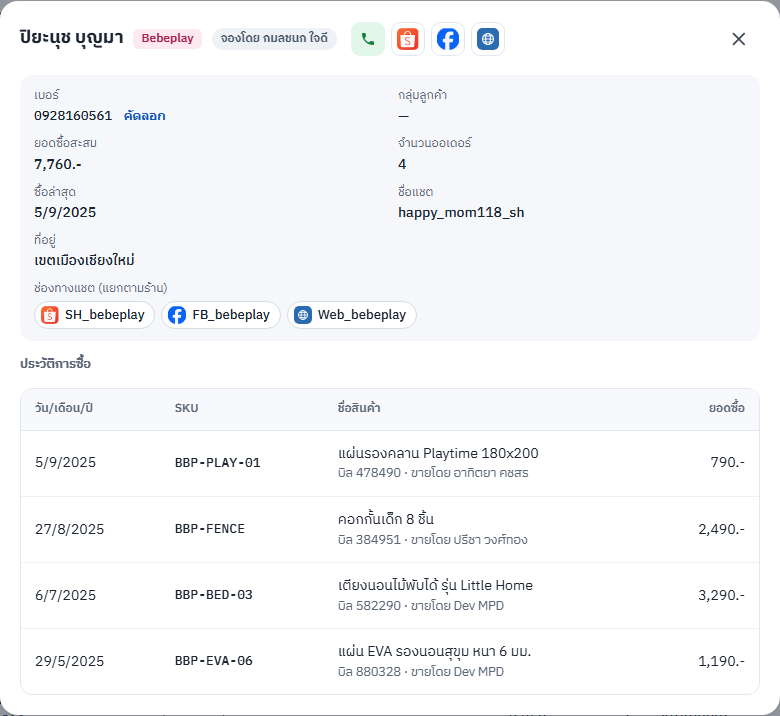 ปิยะนุช บุญมา Bebeplay จองโดย กมลชนก ใจดี
เบอร์ กลุ่มลูกค้า
0928160561 คัดลอก —
ยอดซื้อสะสม จำนวนออเดอร์
7,760.- 4
ซื้อล่าสุด ชื่อแชต
5/9/2025 happy_mom118_sh
ที่อยู่
เขตเมืองเชียงใหม่
ช่องทางแชต (แยกตามร้าน)
SH_bebeplay FB_bebeplay Web_bebeplay
ประวัติการซื้อ
วัน/เดือน/ปี SKU ชื่อสินค้า ยอดซื้อ
5/9/2025 BBP-PLAY-01 แผ่นรองคลาน Playtime 180x200 790.-
บิล 478490 · ขายโดย อาทิตยา คชสร
27/8/2025 BBP-FENCE คอกกั้นเด็ก 8 ชิ้น 2,490.-
บิล 384951 · ขายโดย ปรีชา วงศ์ทอง
6/7/2025 BBP-BED-03 เตียงนอนไม้พับได้ รุ่น Little Home 3,290.-
บิล 582290 · ขายโดย Dev MPD
29/5/2025 BBP-EVA-06 แผ่น EVA รองนอนสุขุม หนา 6 มม. 1,190.-
บิล 880328 · ขายโดย Dev MPD